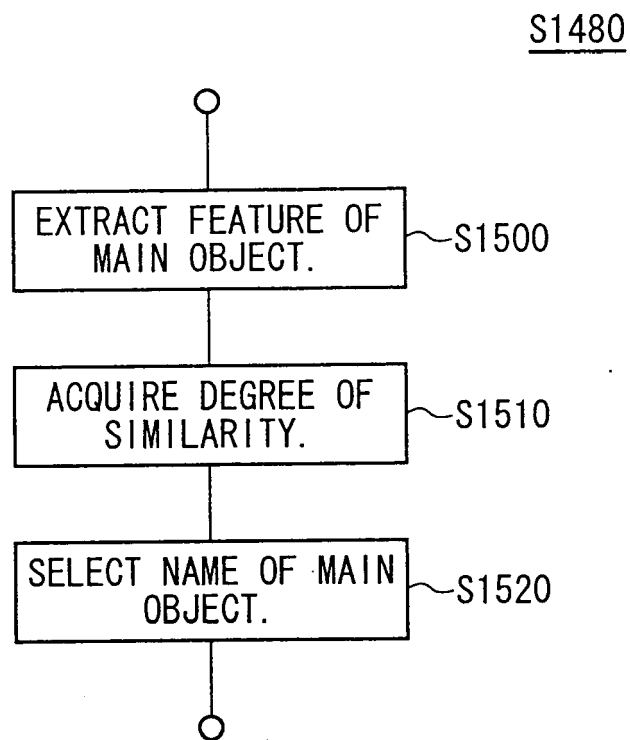 S1480
EXTRACT FEATURE OF
MAIN OBJECT.
S1500
ACQUIRE DEGREE OF
SIMILARITY.
S1510
SELECT NAME OF MAIN
OBJECT.
S1520